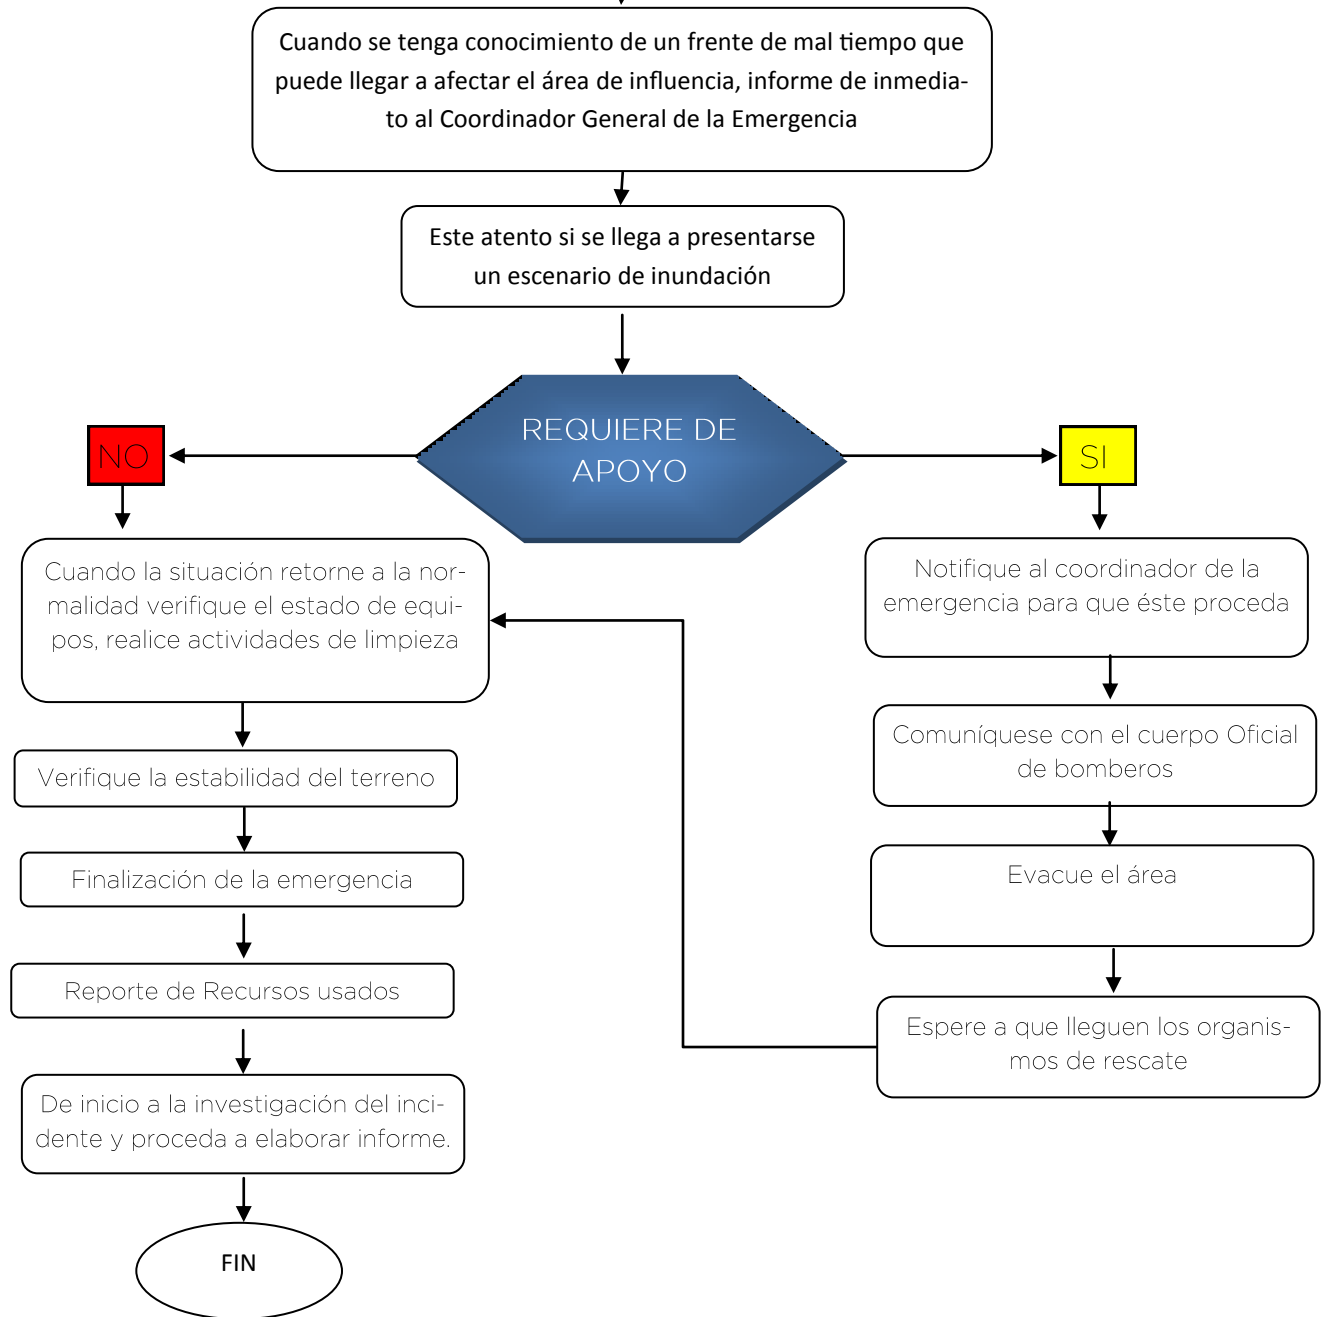 Cuando se tenga conocimiento de un frente de mal tiempo que
puede llegar a afectar el área de influencia, informe de inmedia-
to al Coordinador General de la Emergencia
Este atento si se llega a presentarse
un escenario de inundación
REQUIERE DE
APOYO
NO
SI
Cuando la situación retorne a la nor-
malidad verifique el estado de equi-
pos, realice actividades de limpieza
Verifique la estabilidad del terreno
Finalización de la emergencia
Reporte de Recursos usados
De inicio a la investigación del inci-
dente y proceda a elaborar informe.
FIN
Notifique al coordinador de la
emergencia para que éste proceda
Comuníquese con el cuerpo Oficial
de bomberos
Evacue el área
Espere a que lleguen los organis-
mos de rescate